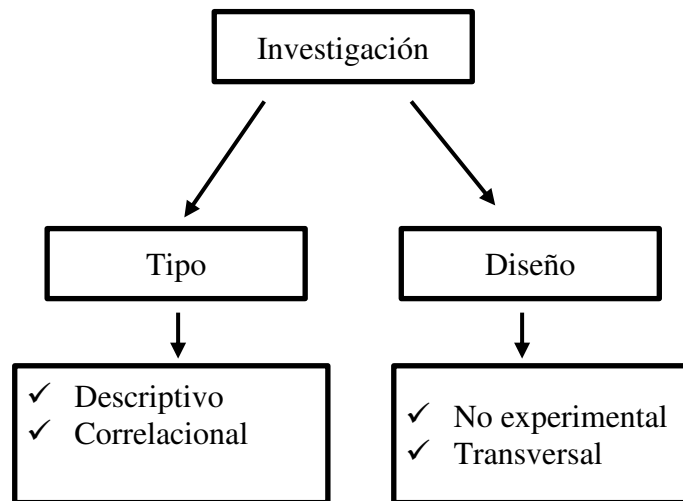 Investigación
Tipo
Diseño
✓ Descriptivo
✓ Correlacional
✓ No experimental
✓ Transversal